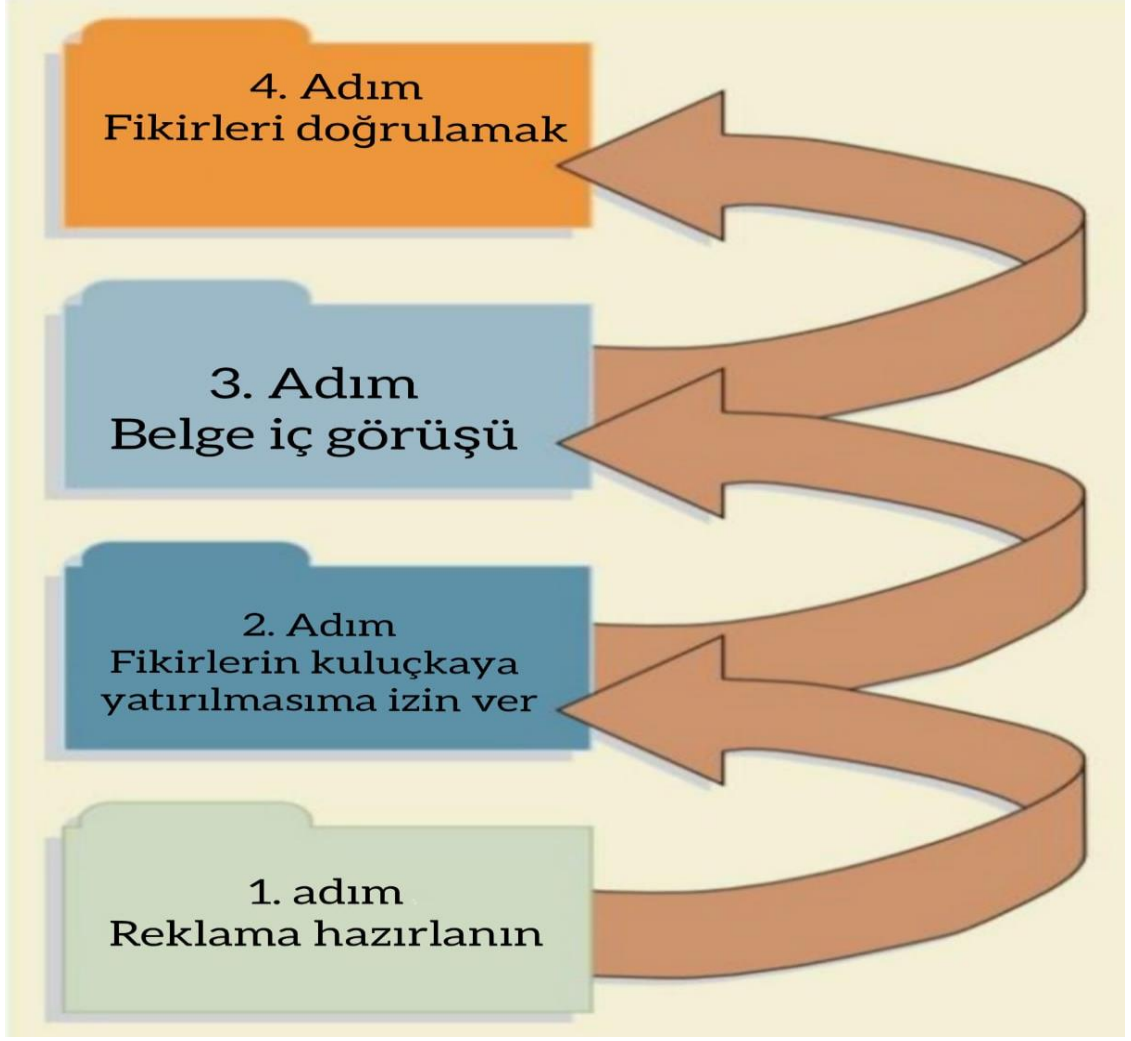 4. Adım
Fikirleri doğrulamak
3. Adım
Belge iç görüşü
2. Adım
Fikirlerin kuluçkaya
yatırılmasıma izin ver
1. adım
Reklama hazırlanın